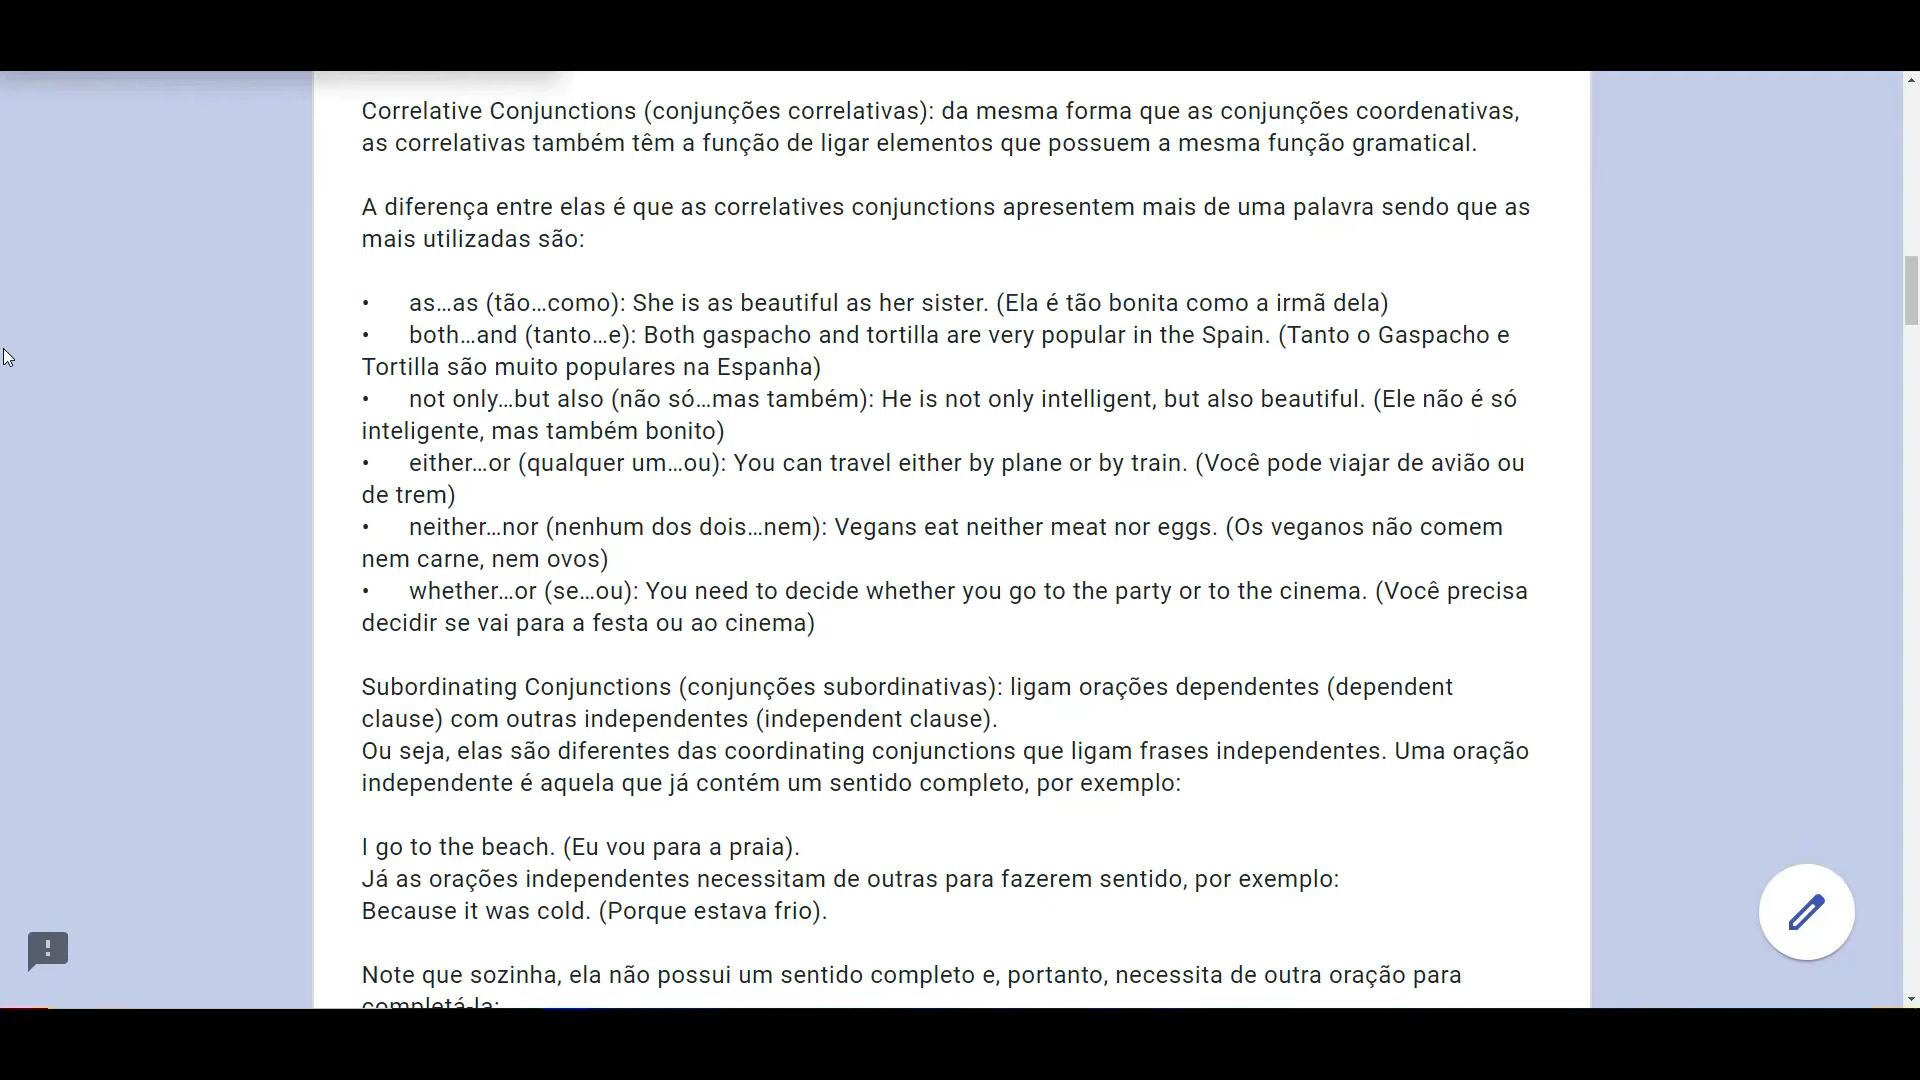 Correlative Conjunctions (conjunções correlativas): da mesma forma que as conjunções coordenativas,
as correlativas também têm a função de ligar elementos que possuem a mesma função gramatical.
A diferença entre elas é que as correlatives conjunctions apresentem mais de uma palavra sendo que as
mais utilizadas são:
• as…as (tão…como): She is as beautiful as her sister. (Ela é tão bonita como a irmã dela)
• both…and (tanto…e): Both gaspacho and tortilla are very popular in the Spain. (Tanto o Gaspacho e
Tortilla são muito populares na Espanha)
• not only…but also (não só…mas também): He is not only intelligent, but also beautiful. (Ele não é só
inteligente, mas também bonito)
• either…or (qualquer um…ou): You can travel either by plane or by train. (Você pode viajar de avião ou
de trem)
• neither…nor (nenhum dos dois…nem): Vegans eat neither meat nor eggs. (Os veganos não comem
nem carne, nem ovos)
• whether…or (se…ou): You need to decide whether you go to the party or to the cinema. (Você precisa
decidir se vai para a festa ou ao cinema)
Subordinating Conjunctions (conjunções subordinativas): ligam orações dependentes (dependent
clause) com outras independentes (independent clause).
Ou seja, elas são diferentes das coordinating conjunctions que ligam frases independentes. Uma oração
independente é aquela que já contém um sentido completo, por exemplo:
I go to the beach. (Eu vou para a praia).
Já as orações independentes necessitam de outras para fazerem sentido, por exemplo:
Because it was cold. (Porque estava frio).
Note que sozinha, ela não possui um sentido completo e, portanto, necessita de outra oração para
completá-la: